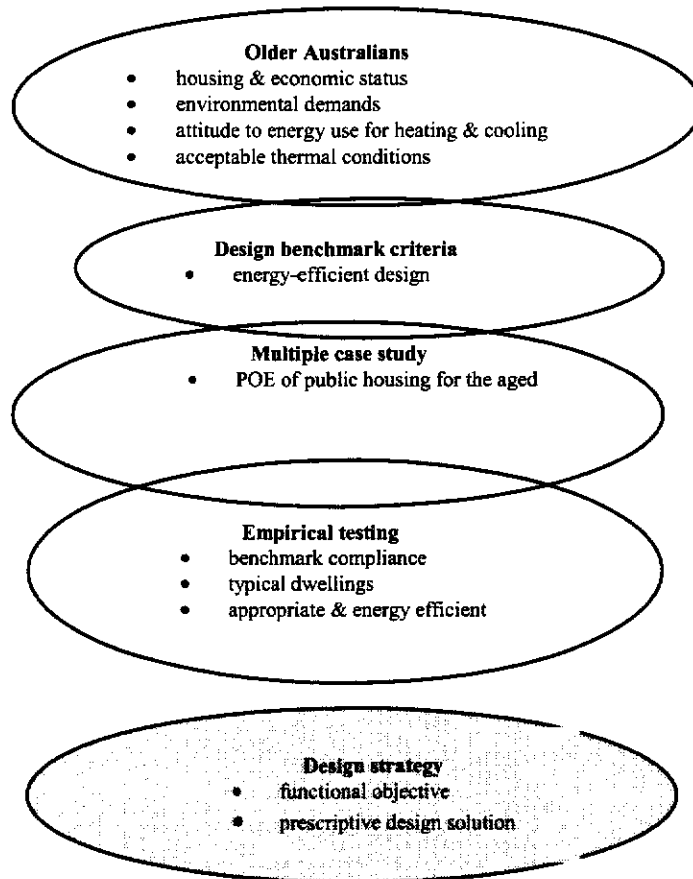 Older Australians
• housing & economic status
• environmental demands
• attitude to energy use for heating & cooling
• acceptable thermal conditions
Design benchmark criteria
• energy-efficient design
Multiple case study
• POE of public housing for the aged
Empirical testing
• benchmark compliance
• typical dwellings
• appropriate & energy efficient
Design strategy
• functional objective
• prescriptive design solution